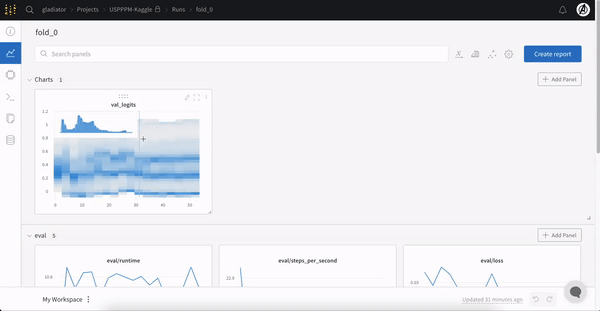 gladiator > Projects > USPPPM-Kaggle > Runs > fold_0
fold_0
Search panels
Create report
Charts 1
+ Add Panel
val_logits
1.2
1
0.8
0.6
0.4
0.2
0
0 10 20 30 40 50
eval 5
+ Add Panel
eval/runtime
eval/steps_per_second
eval/loss
10.9
22.9
0.03
My Workspace
Updated 31 minutes ago